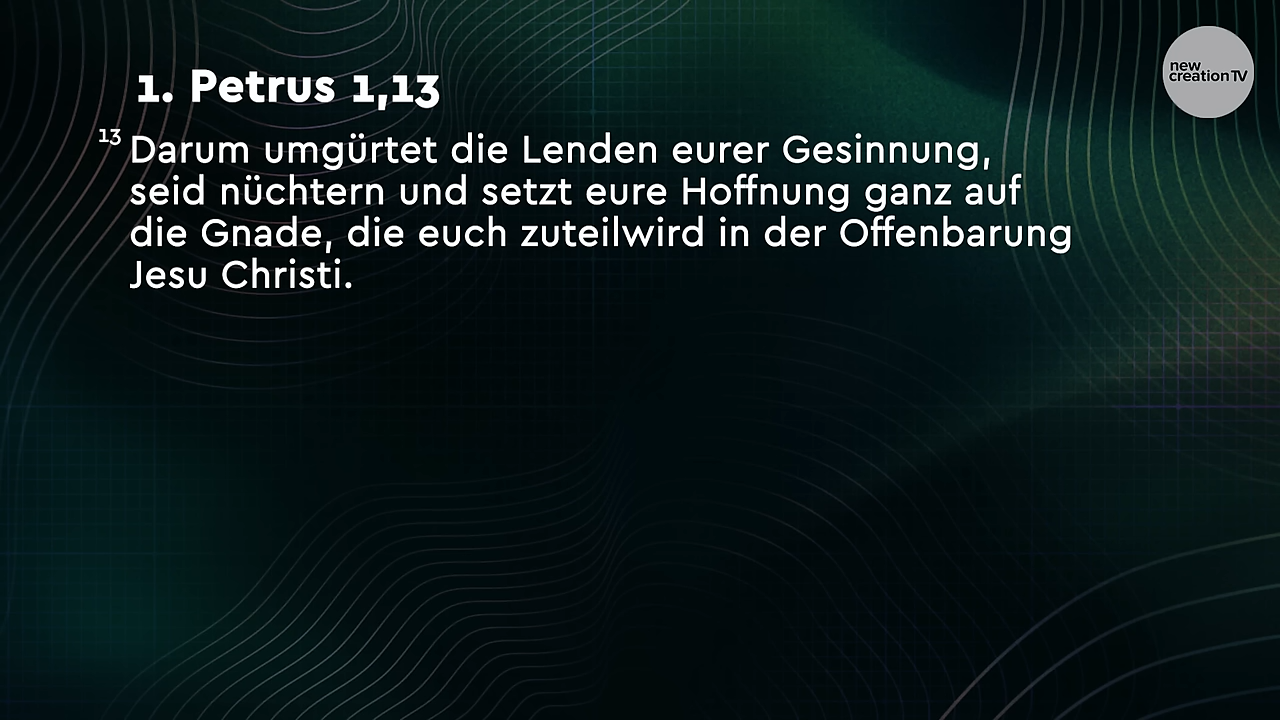 new
creation TV
1. Petrus 1,13
13 Darum umgürtet die Lenden eurer Gesinnung,
seid nüchtern und setzt eure Hoffnung ganz auf
die Gnade, die euch zuteilwird in der Offenbarung
Jesu Christi.